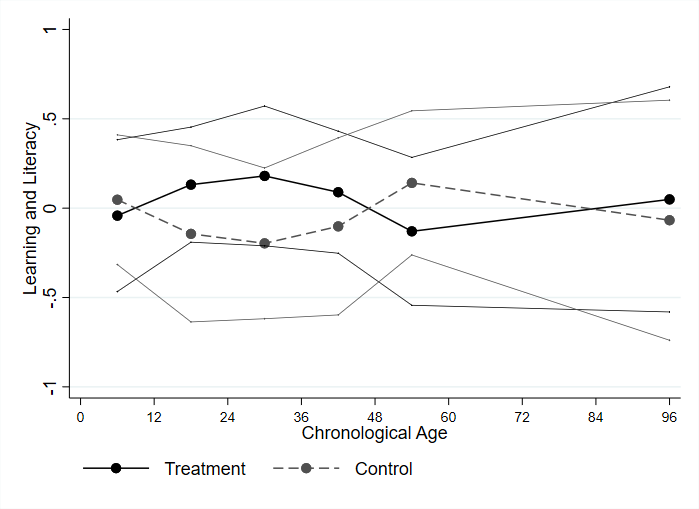 1
.5
0
-.5
-1
Learning and Literacy
0 12 24 36 48 60 72 84 96
Chronological Age
Treatment Control